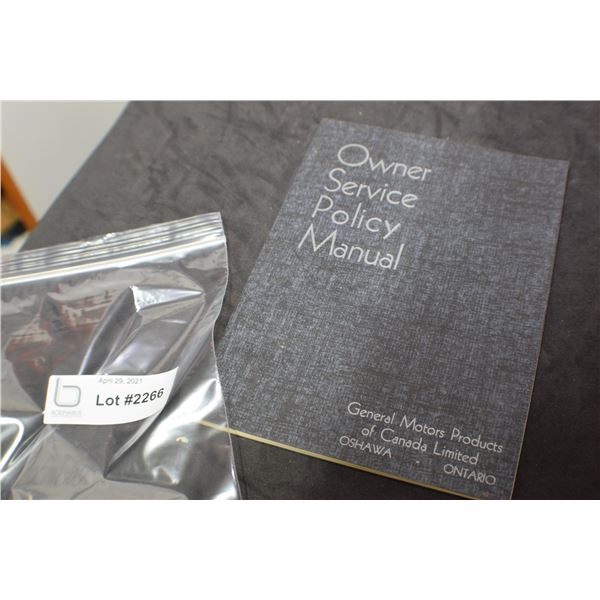 Owner
Service
Policy
Manual
General Motors Products
of Canada Limited
OSHAWA ONTARIO
April 29, 2021
Lot #2266